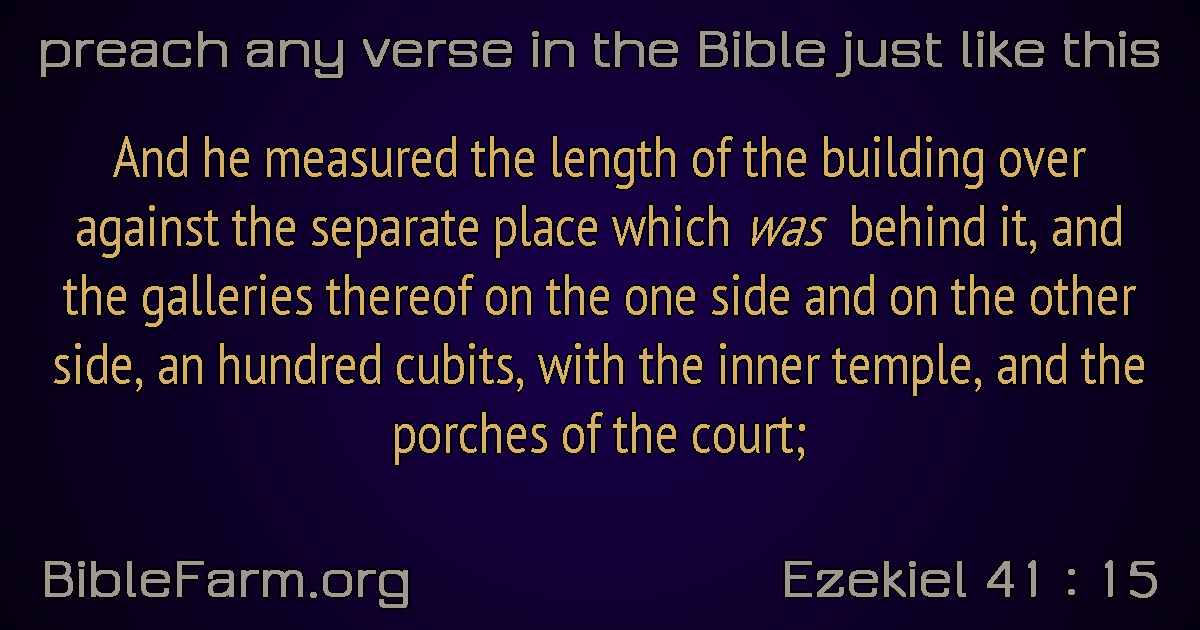 preach any verse in the Bible just like this
And he measured the length of the building over
against the separate place which was behind it, and
the galleries thereof on the one side and on the other
side, an hundred cubits, with the inner temple, and the
porches of the court;
BibleFarm.org
Ezekiel 41 : 15